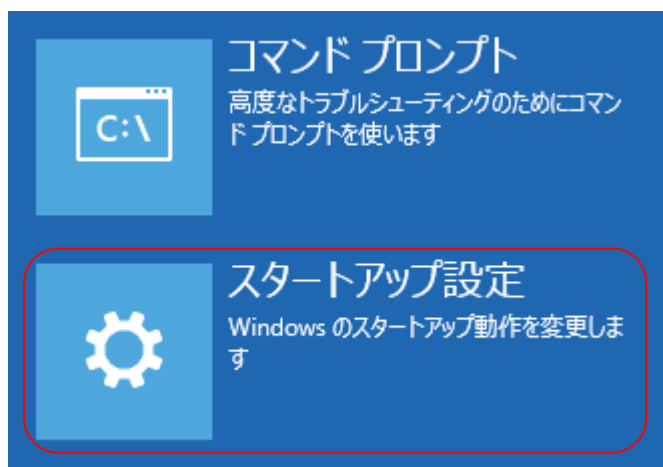 コマンド プロンプト
高度なトラブルシューティングのためにコマン
ド プロンプトを使います
C:\
スタートアップ設定
Windows のスタートアップ動作を変更しま
す